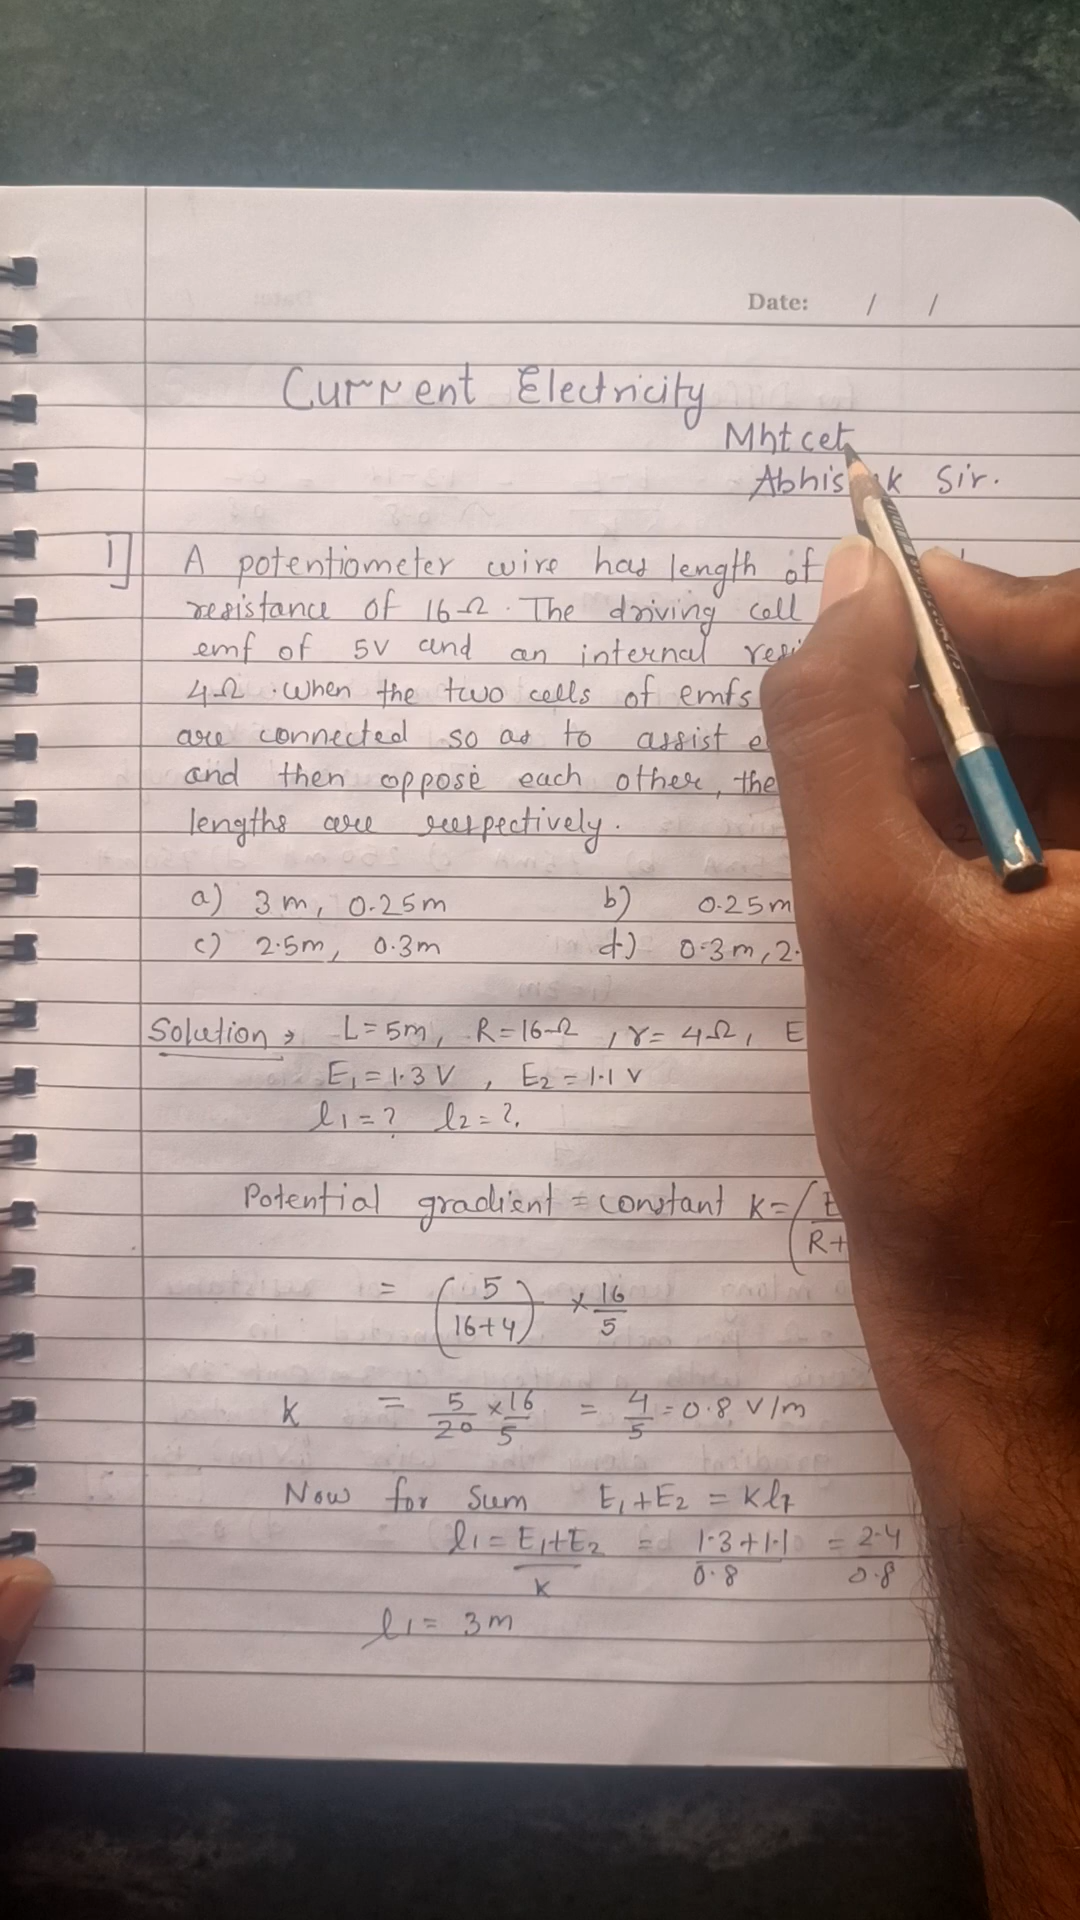 Date: / /
Current Electricity
Mhtcet
Abhis k Sir.
1] A potentiometer wire has length of
resistance of 16Ω. The driving cell
emf of 5V and an internal resi
4Ω. When the two cells of emfs
are connected so as to assist e
and then oppose each other, the
lengths are respectively.
a) 3m, 0.25m b) 0.25m
c) 2.5m, 0.3m d) 0.3m, 2.
Solution → L=5m, R=16Ω, r=4Ω, E
E₁=1.3V, E₂=1.1V
l₁=? l₂=?.
Potential gradient = constant K=(E/R+
= (5/16+4) × 16/5
K = 5/20 × 16/5 = 4/5 = 0.8 V/m
Now for sum E₁+E₂ = Kl₁
l₁ = E₁+E₂/K = 1.3+1.1/0.8 = 2.4/0.8
l₁ = 3m